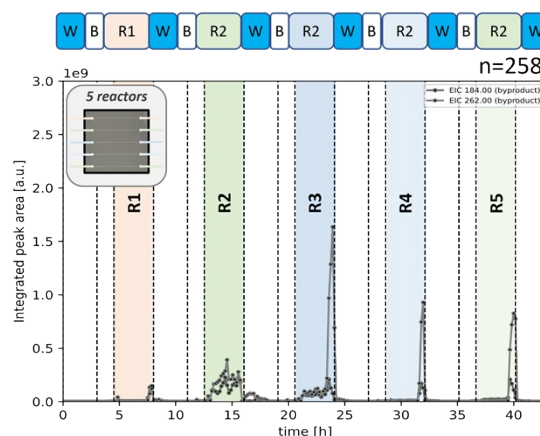 W B R1 W B R2 W B R2 W B R2 W B R2 W
n=258
1e9
EIC 184.00 (byproduct)
EIC 262.00 (byproduct)
5 reactors
R1
R2
R3
R4
R5
Integrated peak area [a.u.]
3.0
2.5
2.0
1.5
1.0
0.5
0.0
0 5 10 15 20 25 30 35 40
time [h]